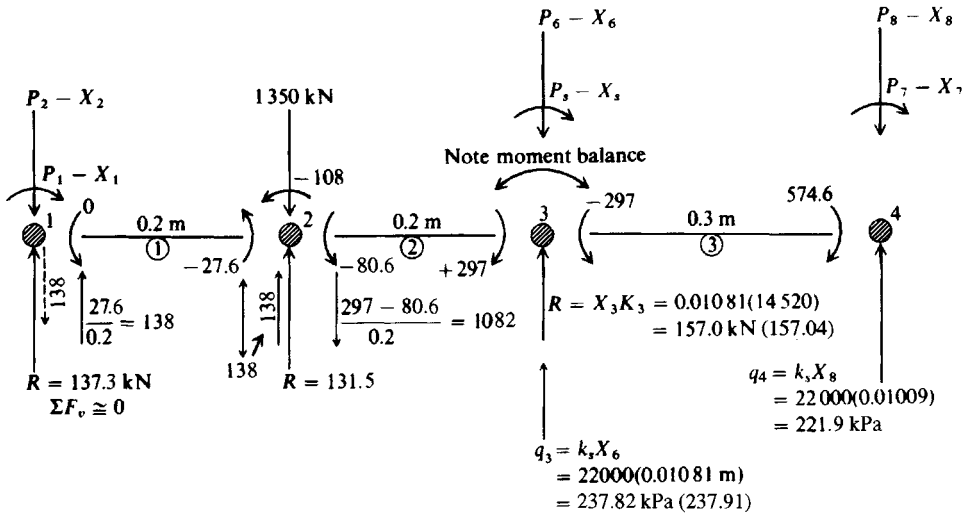 P₆ − X₆
P₈ − X₈
P₂ − X₂
1350 kN
Pₛ − Xₛ
P₇ − X₇
Note moment balance
P₁ − X₁
−108
0
1
0.2 m
2
0.2 m
3
−297
0.3 m
574.6
4
①
−27.6
②
−80.6
+297
③
138
27.6/0.2 = 138
138
138
(297 − 80.6)/0.2 = 1082
R = X₃K₃ = 0.01081(14 520)
= 157.0 kN (157.04)
R = 137.3 kN
ΣFᵥ ≅ 0
R = 131.5
q₄ = kₛX₈
= 22 000(0.01009)
= 221.9 kPa
q₃ = kₛX₆
= 22000(0.01081 m)
= 237.82 kPa (237.91)